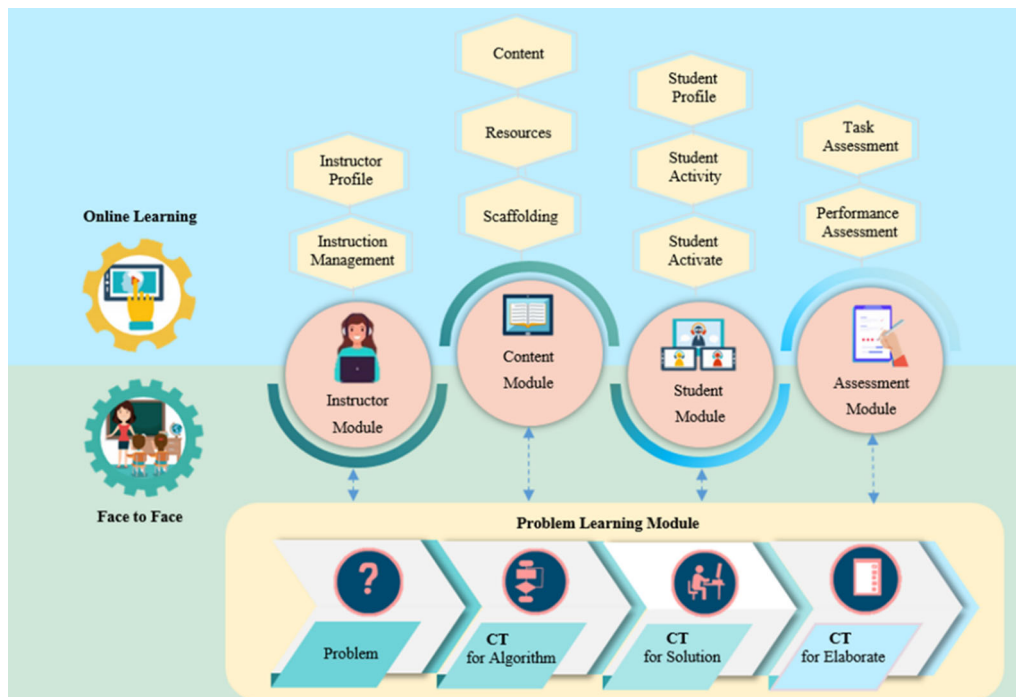 Content
Resources
Scaffolding
Student
Profile
Student
Activity
Student
Activate
Task
Assessment
Performance
Assessment
Instructor
Profile
Instruction
Management
Online Learning
Face to Face
Instructor
Module
Content
Module
Student
Module
Assessment
Module
Problem Learning Module
?
Problem
CT
for Algorithm
CT
for Solution
CT
for Elaborate